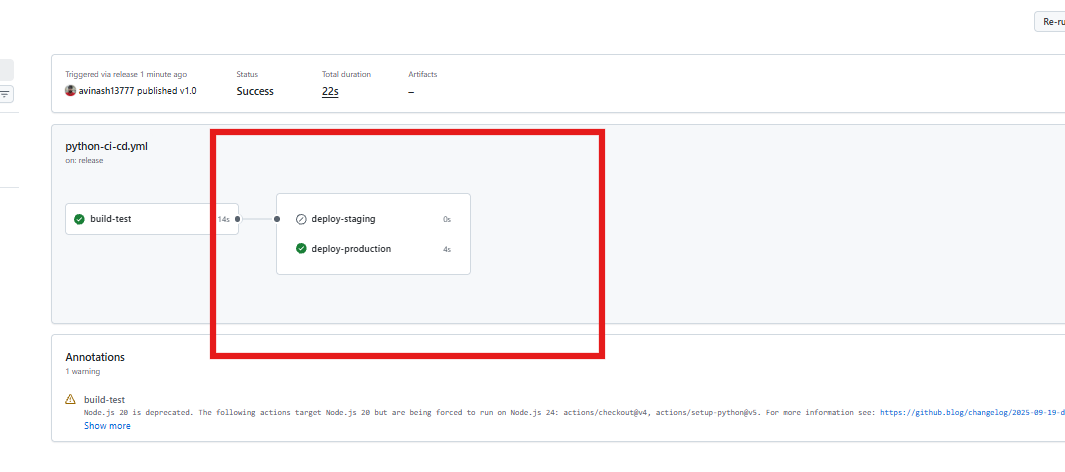 Re-ru
Triggered via release 1 minute ago
Status
Total duration
Artifacts
avinash13777 published v1.0
Success
22s
–
python-ci-cd.yml
on: release
build-test
14s
deploy-staging
0s
deploy-production
4s
Annotations
1 warning
build-test
Node.js 20 is deprecated. The following actions target Node.js 20 but are being forced to run on Node.js 24: actions/checkout@v4, actions/setup-python@v5. For more information see: https://github.blog/changelog/2025-09-19-d
Show more